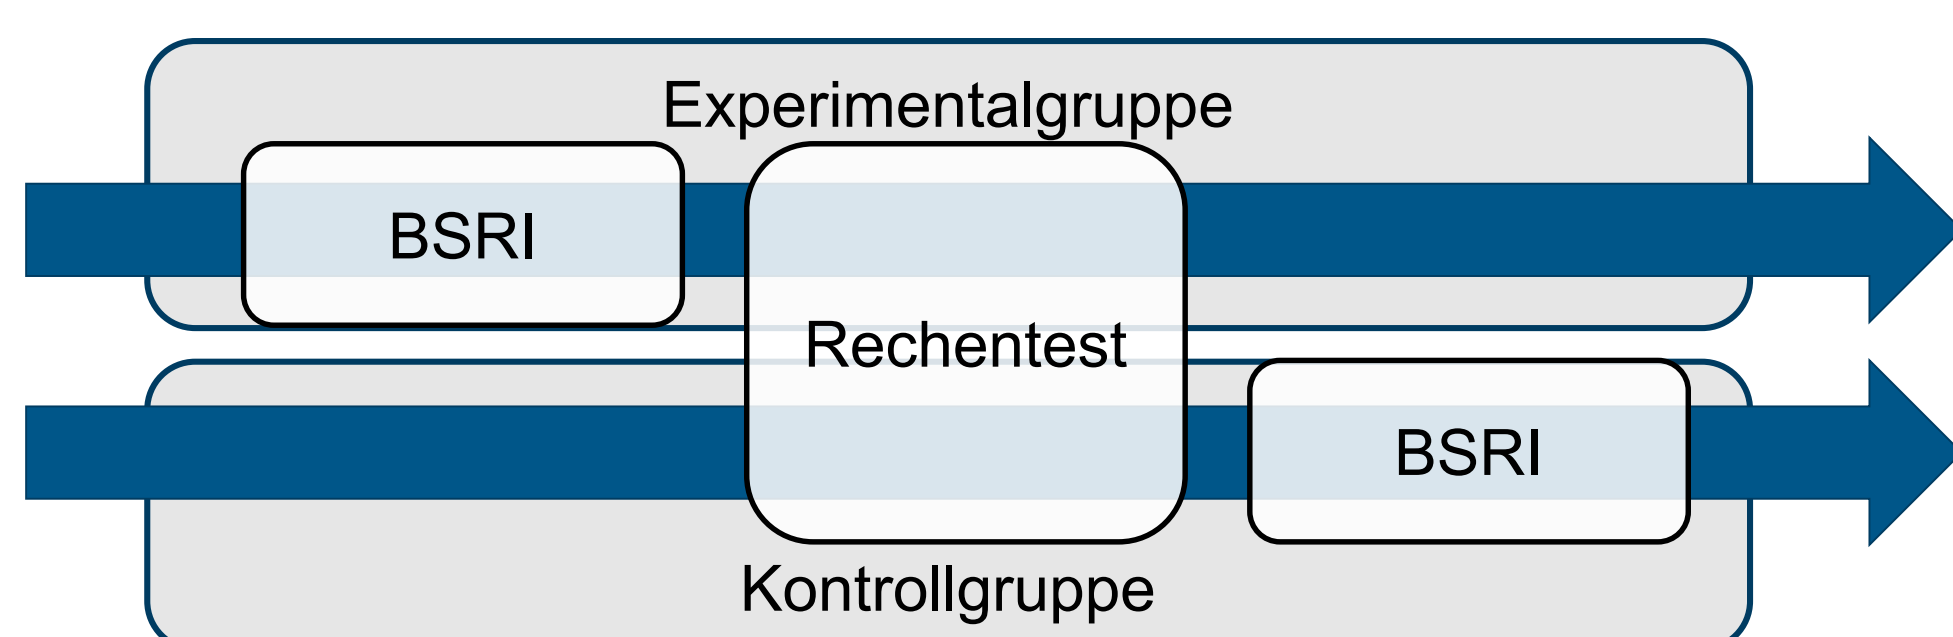 Experimentalgruppe
BSRI
Rechentest
BSRI
Kontrollgruppe